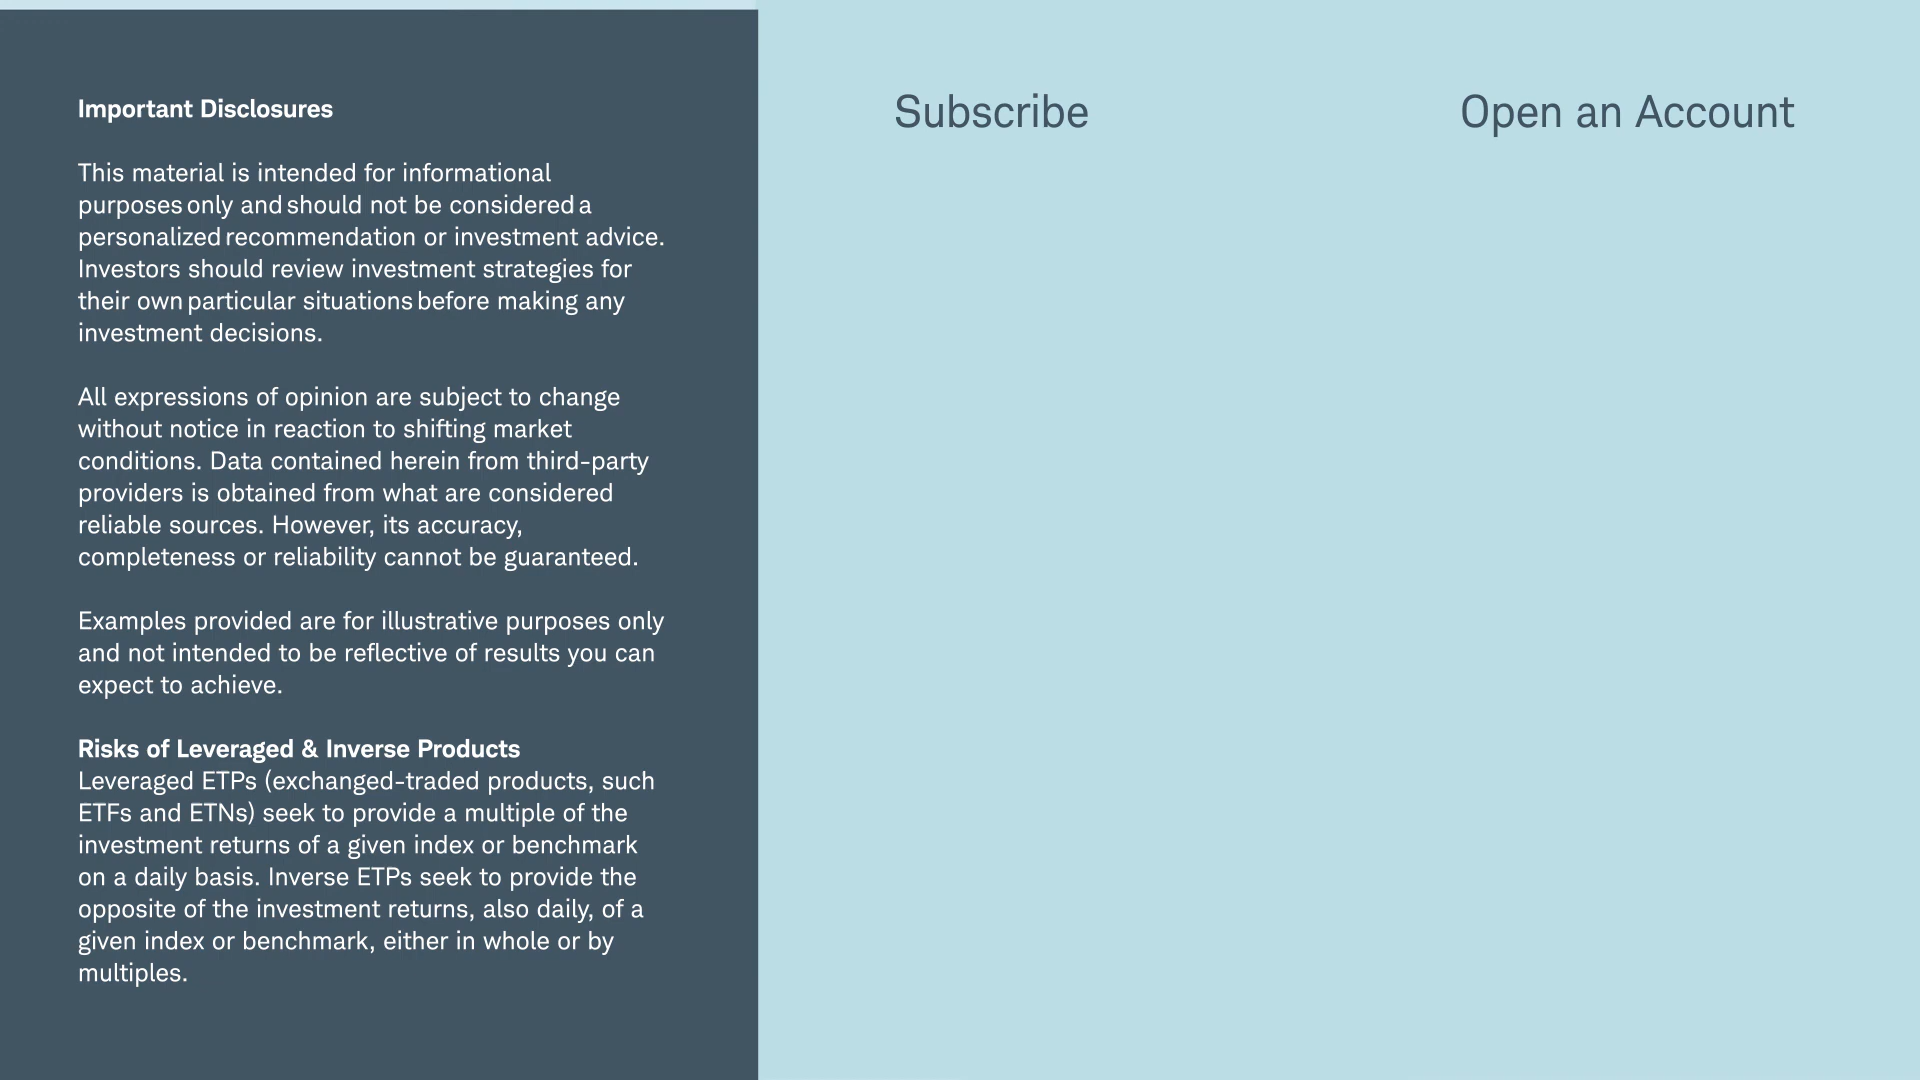 Important Disclosures
This material is intended for informational
purposes only and should not be considered a
personalized recommendation or investment advice.
Investors should review investment strategies for
their own particular situations before making any
investment decisions.
All expressions of opinion are subject to change
without notice in reaction to shifting market
conditions. Data contained herein from third-party
providers is obtained from what are considered
reliable sources. However, its accuracy,
completeness or reliability cannot be guaranteed.
Examples provided are for illustrative purposes only
and not intended to be reflective of results you can
expect to achieve.
Risks of Leveraged & Inverse Products
Leveraged ETPs (exchanged-traded products, such
ETFs and ETNs) seek to provide a multiple of the
investment returns of a given index or benchmark
on a daily basis. Inverse ETPs seek to provide the
opposite of the investment returns, also daily, of a
given index or benchmark, either in whole or by
multiples.
Subscribe
Open an Account